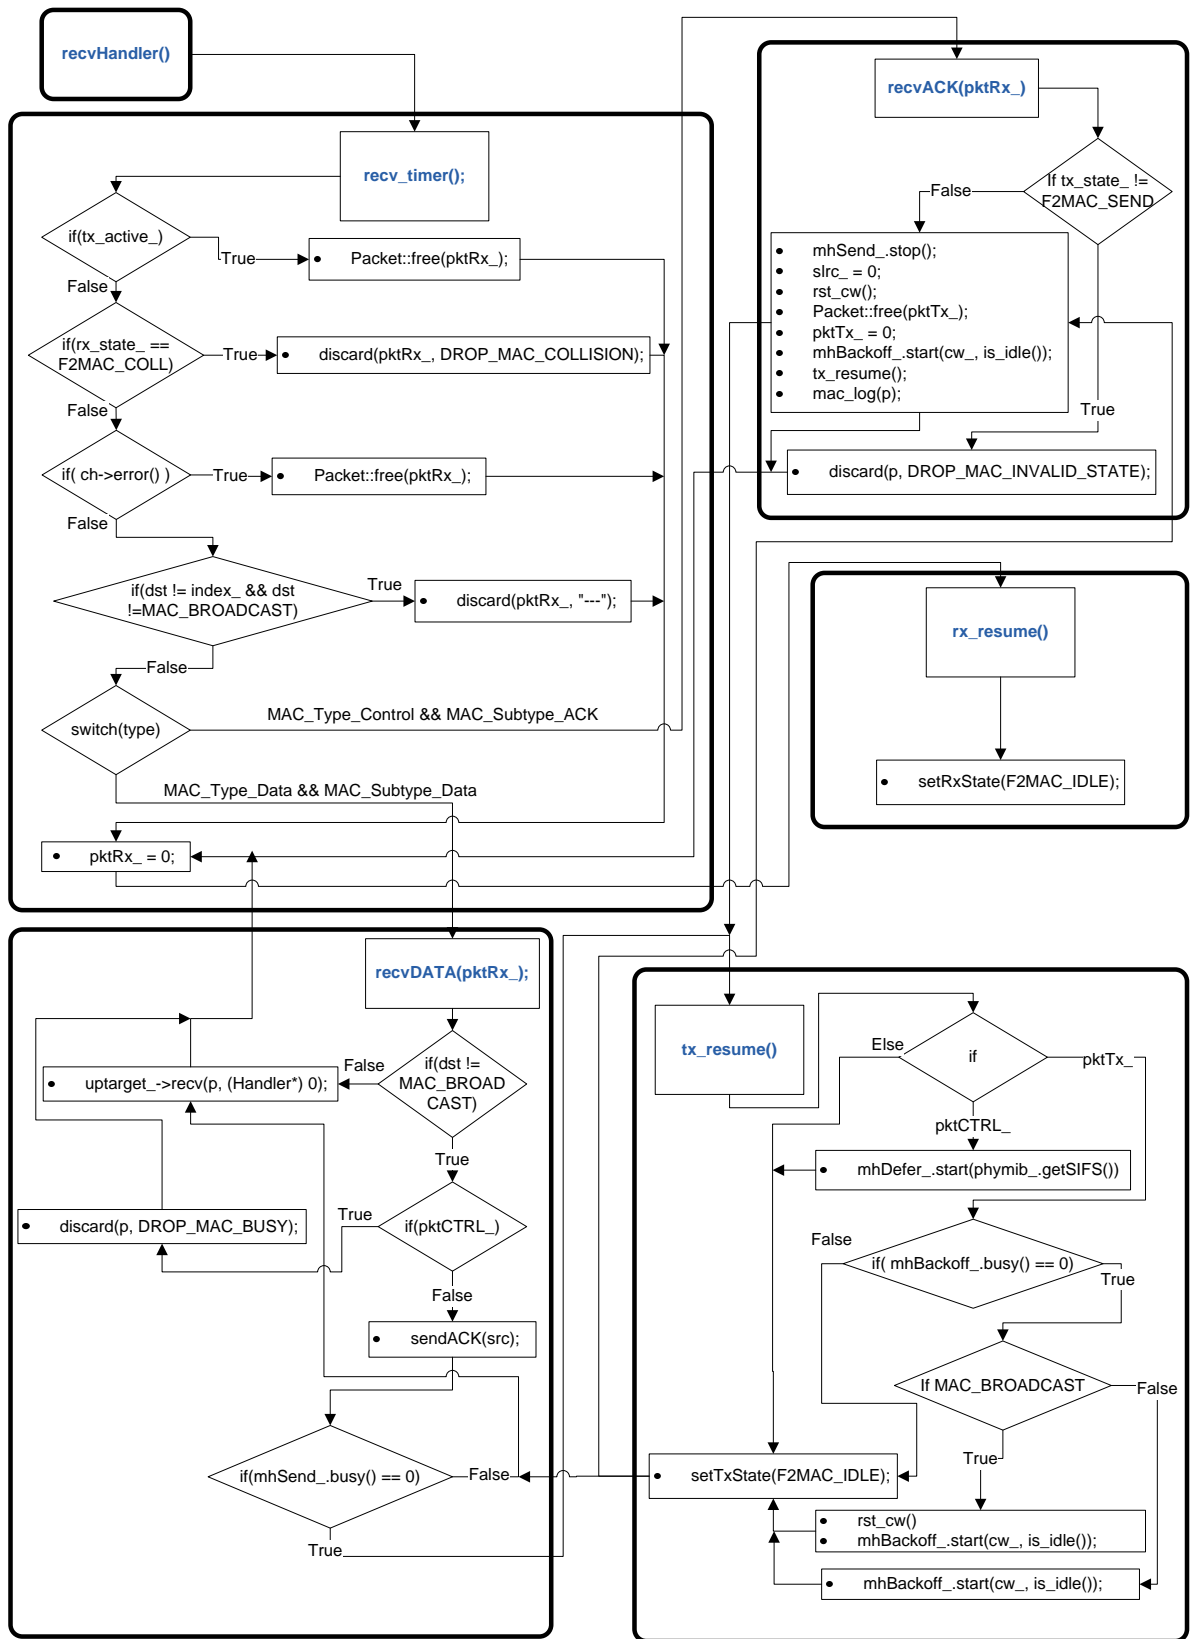 recvHandler()
recv_timer();
if(tx_active_)
True
Packet::free(pktRx_);
False
if(rx_state_ ==
F2MAC_COLL)
True
discard(pktRx_, DROP_MAC_COLLISION);
False
if( ch->error() )
True
Packet::free(pktRx_);
False
if(dst != index_ && dst
!=MAC_BROADCAST)
True
discard(pktRx_, "---");
False
switch(type)
MAC_Type_Control && MAC_Subtype_ACK
MAC_Type_Data && MAC_Subtype_Data
pktRx_ = 0;
recvACK(pktRx_)
If tx_state_ !=
F2MAC_SEND
False
mhSend_.stop();
slrc_ = 0;
rst_cw();
Packet::free(pktTx_);
pktTx_ = 0;
mhBackoff_.start(cw_, is_idle());
tx_resume();
mac_log(p);
True
discard(p, DROP_MAC_INVALID_STATE);
rx_resume()
setRxState(F2MAC_IDLE);
recvDATA(pktRx_);
if(dst !=
MAC_BROAD
CAST)
False
uptarget_->recv(p, (Handler*) 0);
True
if(pktCTRL_)
True
discard(p, DROP_MAC_BUSY);
False
sendACK(src);
if(mhSend_.busy() == 0)
False
True
tx_resume()
if
Else
pktTx_
pktCTRL_
mhDefer_.start(phymib_.getSIFS())
if( mhBackoff_.busy() == 0)
False
True
If MAC_BROADCAST
False
True
setTxState(F2MAC_IDLE);
rst_cw()
mhBackoff_.start(cw_, is_idle());
mhBackoff_.start(cw_, is_idle());